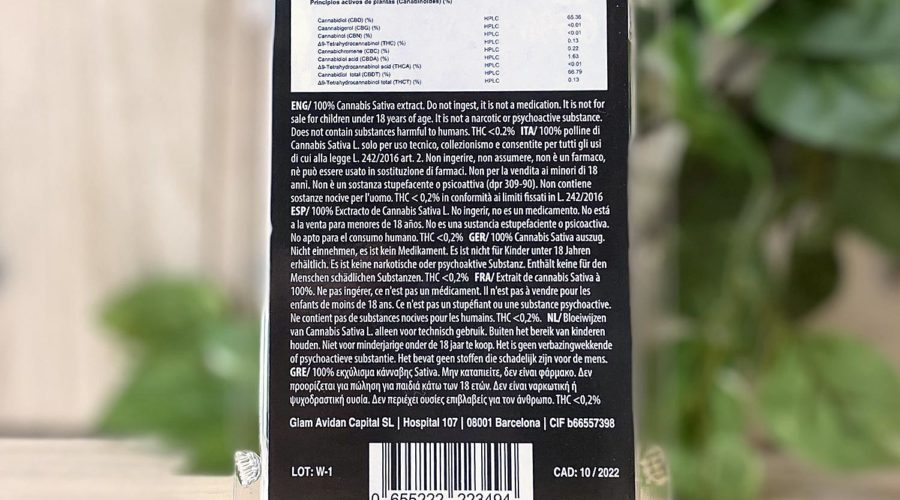 Principios activos de plantas (Canabinoides) (%)
Cannabidiol (CBD) (%) HPLC 65.36
Caannabigerol (CBG) (%) HPLC <0.01
Cannabinol (CBN) (%) HPLC <0.01
Δ9-Tetrahydrocannabinol (THC) (%) HPLC 0.13
Cannabichromene (CBC) (%) HPLC 0.22
Cannabidiol acid (CBDA) (%) HPLC 1.63
Δ9-Tetrahydrocannabinol acid (THCA) (%) HPLC <0.01
Cannabidiol total (CBDT) (%) HPLC 66.79
Δ9-Tetrahydrocannabinol total (THCT) (%) HPLC 0.13
ENG/ 100% Cannabis Sativa extract. Do not ingest, it is not a medication. It is not for
sale for children under 18 years of age. It is not a narcotic or psychoactive substance.
Does not contain substances harmful to humans. THC <0.2% ITA/ 100% polline di
Cannabis Sativa L. solo per uso tecnico, collezionismo e consentite per tutti gli usi
di cui alla legge L. 242/2016 art. 2. Non ingerire, non assumere, non è un farmaco,
nè può essere usato in sostituzione di farmaci. Non per la vendita ai minori di 18
anni. Non è un sostanza stupefacente o psicoattiva (dpr 309-90). Non contiene
sostanze nocive per l'uomo. THC < 0,2% in conformità ai limiti fissati in L. 242/2016
ESP/ 100% Exctracto de Cannabis Sativa L. No ingerir, no es un medicamento. No está
a la venta para menores de 18 años. No es una sustancia estupefaciente o psicoactiva.
No apto para el consumo humano. THC <0,2% GER/ 100% Cannabis Sativa auszug.
Nicht einnehmen, es ist kein Medikament. Es ist nicht für Kinder unter 18 Jahren
erhältlich. Es ist keine narkotische oder psychoaktive Substanz. Enthält keine für den
Menschen schädlichen Substanzen. THC <0,2% FRA/ Extrait de cannabis Sativa à
100%. Ne pas ingérer, ce n'est pas un médicament. Il n'est pas à vendre pour les
enfants de moins de 18 ans. Ce n'est pas un stupéfiant ou une substance psychoactive.
Ne contient pas de substances nocives pour les humains. THC <0,2%. NL/ Bloeiwijzen
van Cannabis Sativa L. alleen voor technisch gebruik. Buiten het bereik van kinderen
houden. Niet voor minderjarige onder de 18 jaar te koop. Het is geen verbazingwekkende
of psychoactieve substantie. Het bevat geen stoffen die schadelijk zijn voor de mens.
GRE/ 100% εκχύλισμα κάνναβης Sativa. Μην καταπιείτε, δεν είναι φάρμακο. Δεν
προορίζεται για πώληση για παιδιά κάτω των 18 ετών. Δεν είναι ναρκωτική ή
ψυχοδραστική ουσία. Δεν περιέχει ουσίες επιβλαβείς για τον άνθρωπο. THC <0,2%
Glam Avidan Capital SL | Hospital 107 | 08001 Barcelona | CIF b66557398
LOT: W-1
CAD: 10 / 2022
0 655222 223494